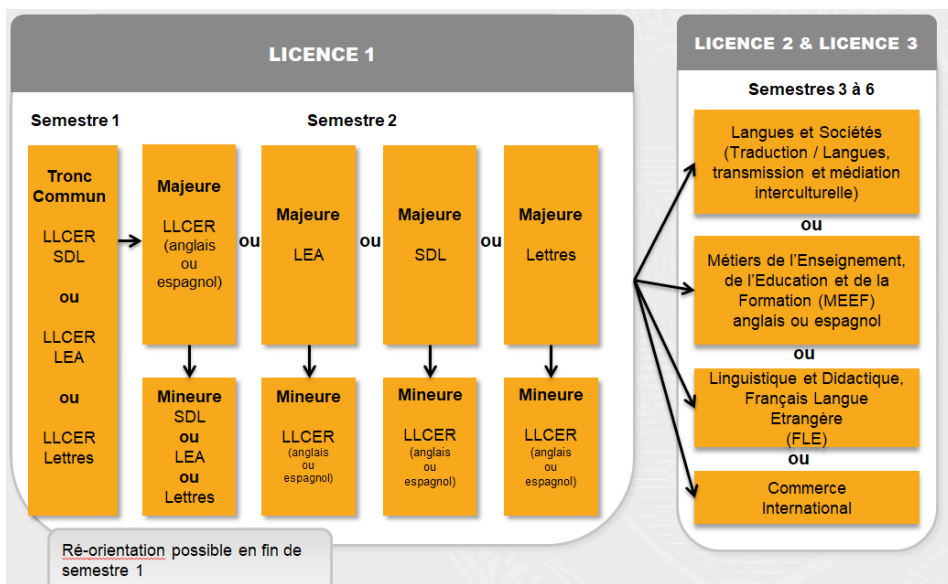 LICENCE 1
Semestre 1
Semestre 2
Tronc
Commun
LLCER
SDL
ou
LLCER
LEA
ou
LLCER
Lettres
Majeure
LLCER
(anglais
ou
espagnol)
ou
Majeure
LEA
ou
Majeure
SDL
ou
Majeure
Lettres
Mineure
SDL
ou
LEA
ou
Lettres
Mineure
LLCER
(anglais
ou
espagnol)
Mineure
LLCER
(anglais
ou
espagnol)
Mineure
LLCER
(anglais
ou
espagnol)
Ré-orientation possible en fin de
semestre 1
LICENCE 2 & LICENCE 3
Semestres 3 à 6
Langues et Sociétés
(Traduction / Langues,
transmission et médiation
interculturelle)
ou
Métiers de l'Enseignement,
de l'Education et de la
Formation (MEEF)
anglais ou espagnol
ou
Linguistique et Didactique,
Français Langue
Etrangère
(FLE)
ou
Commerce
International